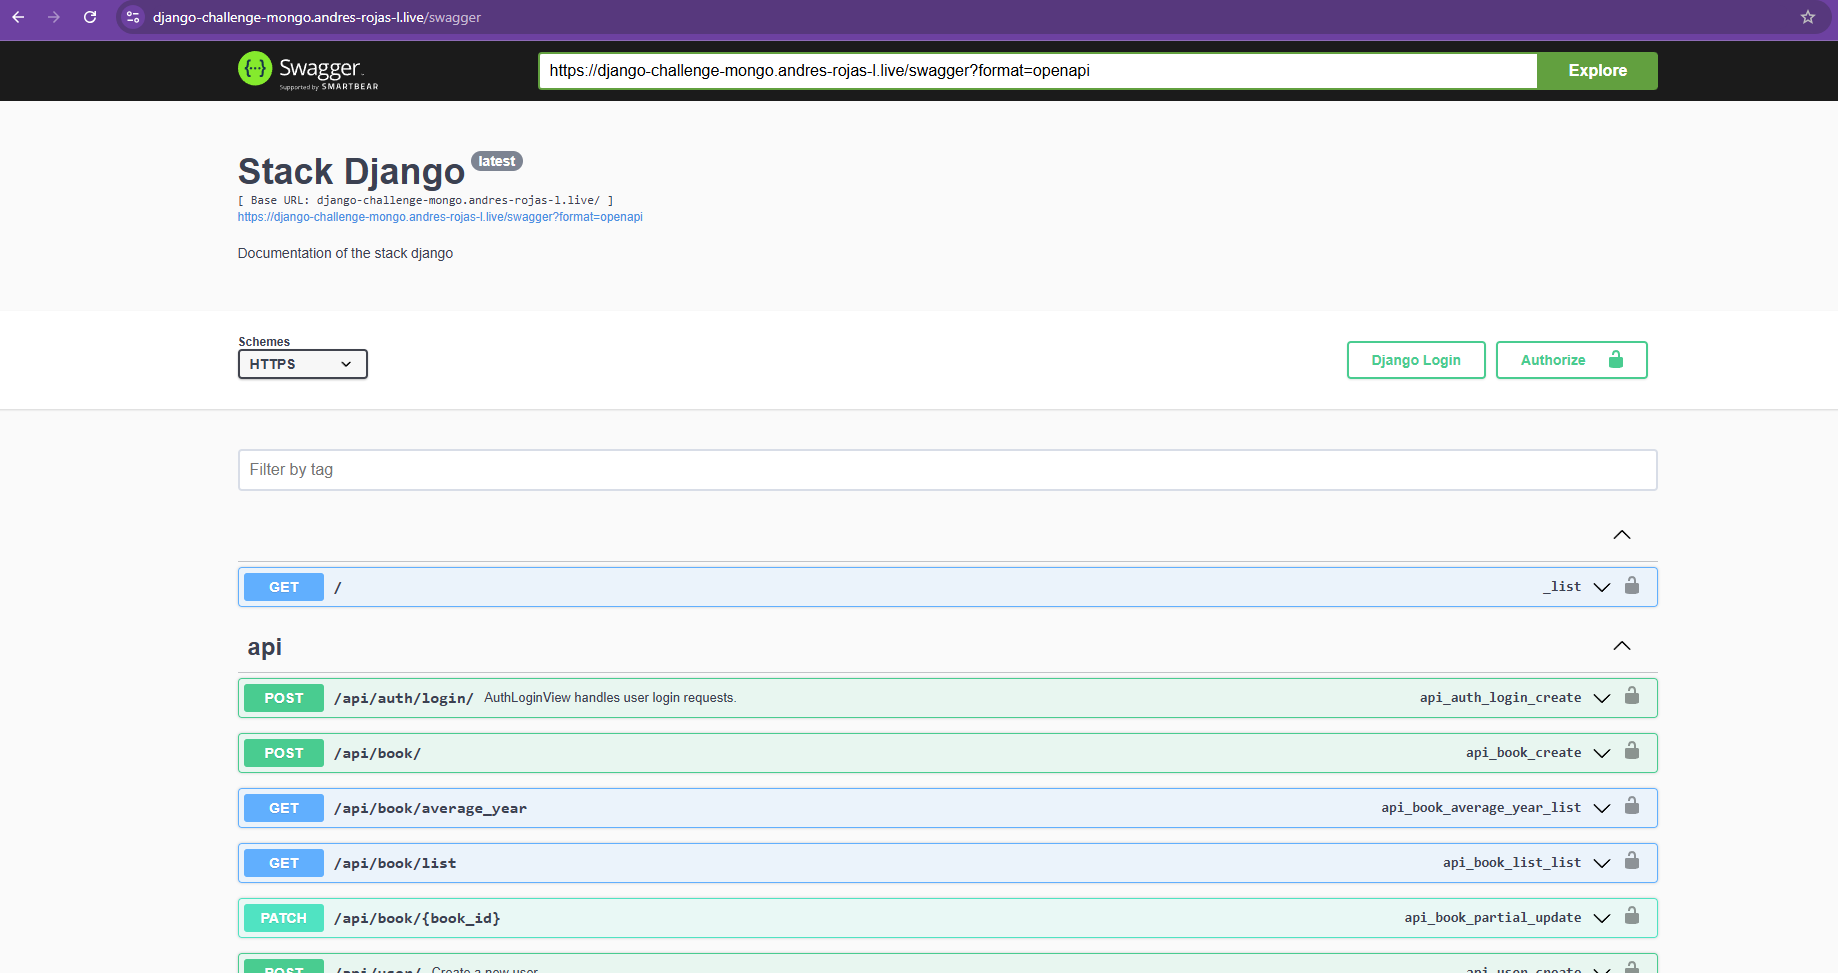 django-challenge-mongo.andres-rojas-l.live/swagger
Swagger
Supported by SMARTBEAR
https://django-challenge-mongo.andres-rojas-l.live/swagger?format=openapi
Explore
Stack Django latest
[ Base URL: django-challenge-mongo.andres-rojas-l.live/ ]
https://django-challenge-mongo.andres-rojas-l.live/swagger?format=openapi
Documentation of the stack django
Schemes
HTTPS
Django Login
Authorize
Filter by tag
GET / _list
api
POST /api/auth/login/ AuthLoginView handles user login requests. api_auth_login_create
POST /api/book/ api_book_create
GET /api/book/average_year api_book_average_year_list
GET /api/book/list api_book_list_list
PATCH /api/book/{book_id} api_book_partial_update
POST /api/user/ Create a new user api_user_create